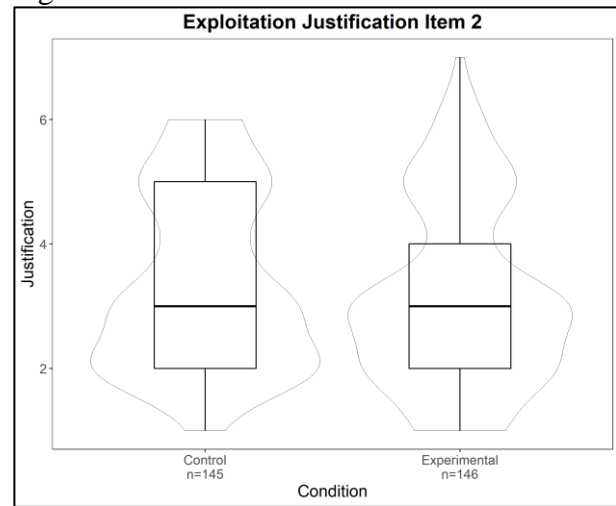 Exploitation Justification Item 2
6
4
2
Justification
Control
n=145
Experimental
n=146
Condition